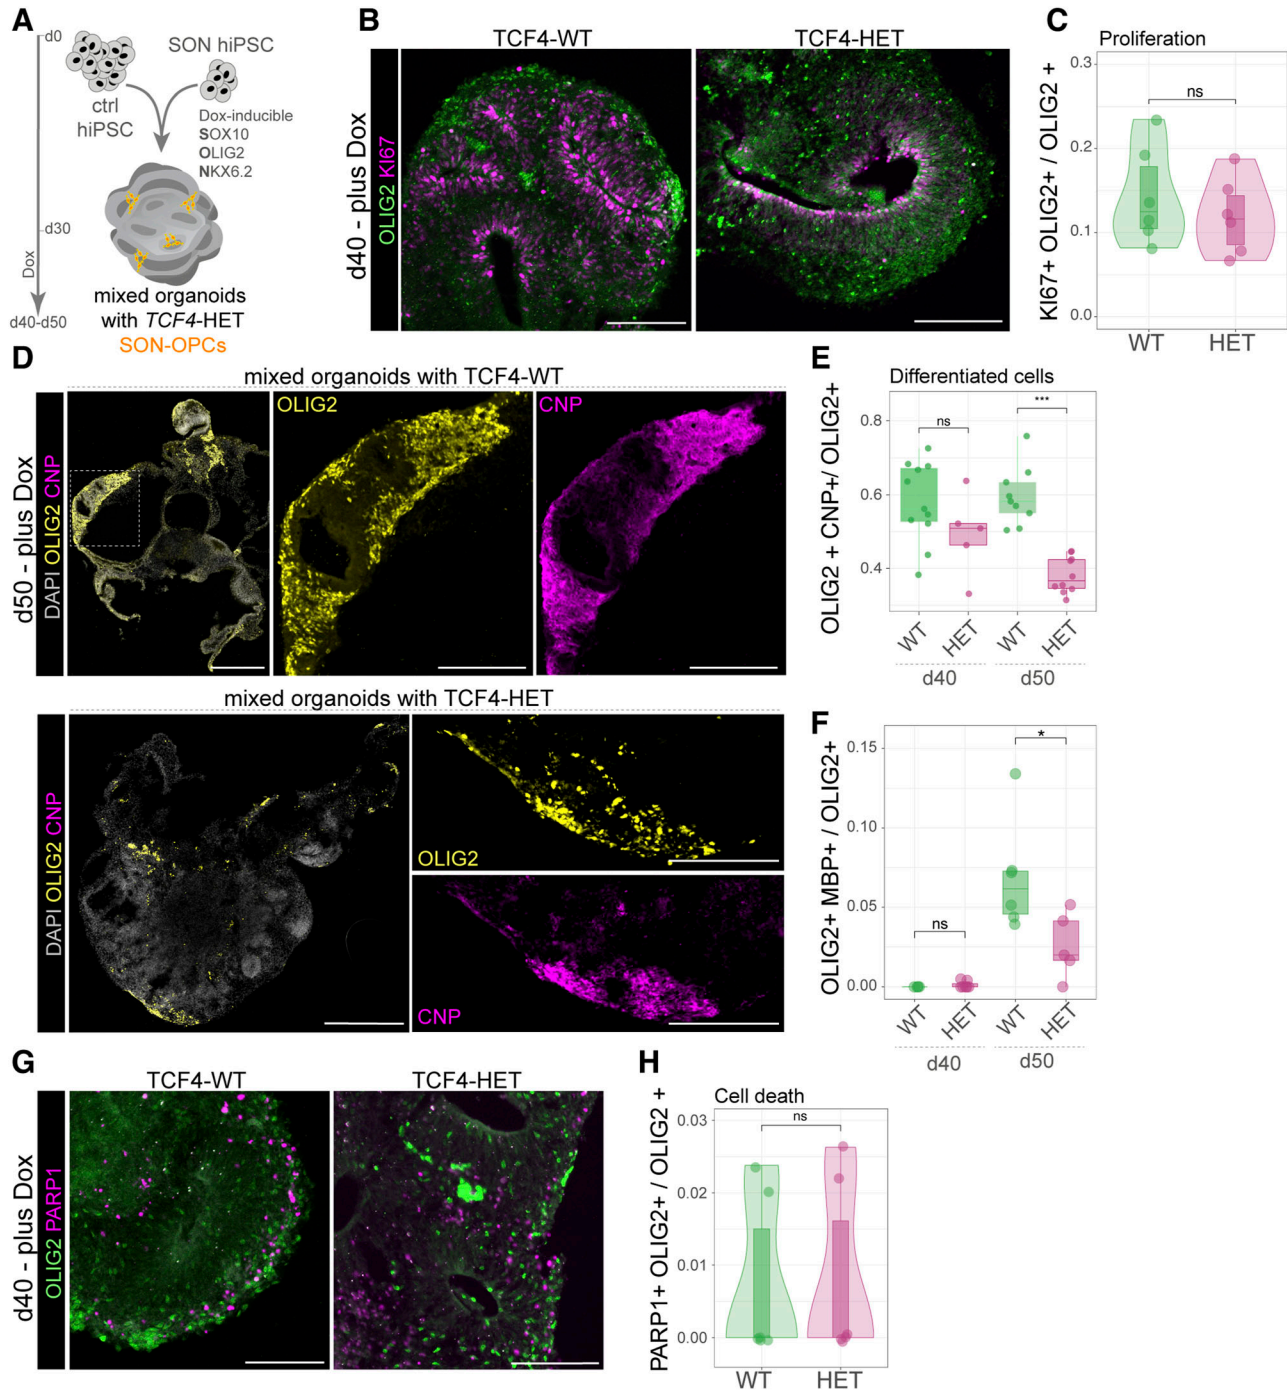 A
d0
SON hiPSC
ctrl
hiPSC
Dox-inducible
SOX10
OLIG2
NKX6.2
d30
Dox
mixed organoids
with TCF4-HET
SON-OPCs
d40-d50
B
TCF4-WT
TCF4-HET
d40 - plus Dox
OLIG2 KI67
C
Proliferation
KI67+ OLIG2+ / OLIG2 +
0.3
0.2
0.1
0.0
ns
WT
HET
D
mixed organoids with TCF4-WT
d50 - plus Dox
DAPI OLIG2 CNP
OLIG2
CNP
mixed organoids with TCF4-HET
DAPI OLIG2 CNP
OLIG2
CNP
E
Differentiated cells
OLIG2 + CNP+/ OLIG2+
0.8
0.6
0.4
ns
***
WT
HET
WT
HET
d40
d50
F
OLIG2+ MBP+ / OLIG2+
0.15
0.10
0.05
0.00
ns
*
WT
HET
WT
HET
d40
d50
G
TCF4-WT
TCF4-HET
d40 - plus Dox
OLIG2 PARP1
H
Cell death
PARP1+ OLIG2+ / OLIG2 +
0.03
0.02
0.01
0.00
ns
WT
HET